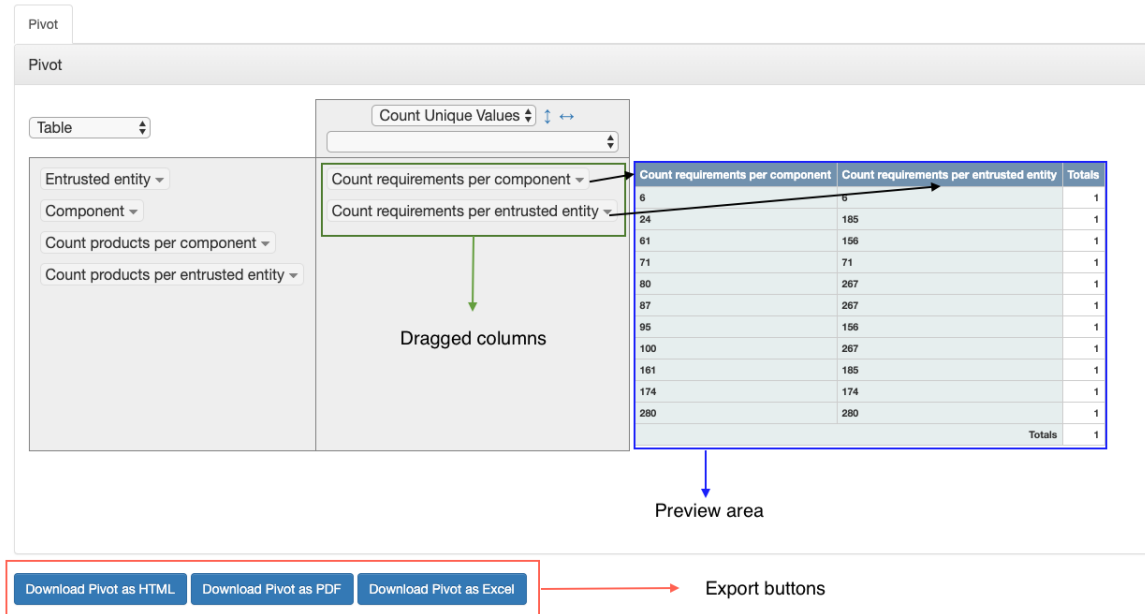 Pivot
Pivot
Table
Count Unique Values
Entrusted entity
Component
Count products per component
Count products per entrusted entity
Count requirements per component
Count requirements per entrusted entity
Dragged columns
Count requirements per component Count requirements per entrusted entity Totals
6 6 1
24 185 1
61 156 1
71 71 1
80 267 1
87 267 1
95 156 1
100 267 1
161 185 1
174 174 1
280 280 1
Totals 1
Preview area
Download Pivot as HTML Download Pivot as PDF Download Pivot as Excel
Export buttons